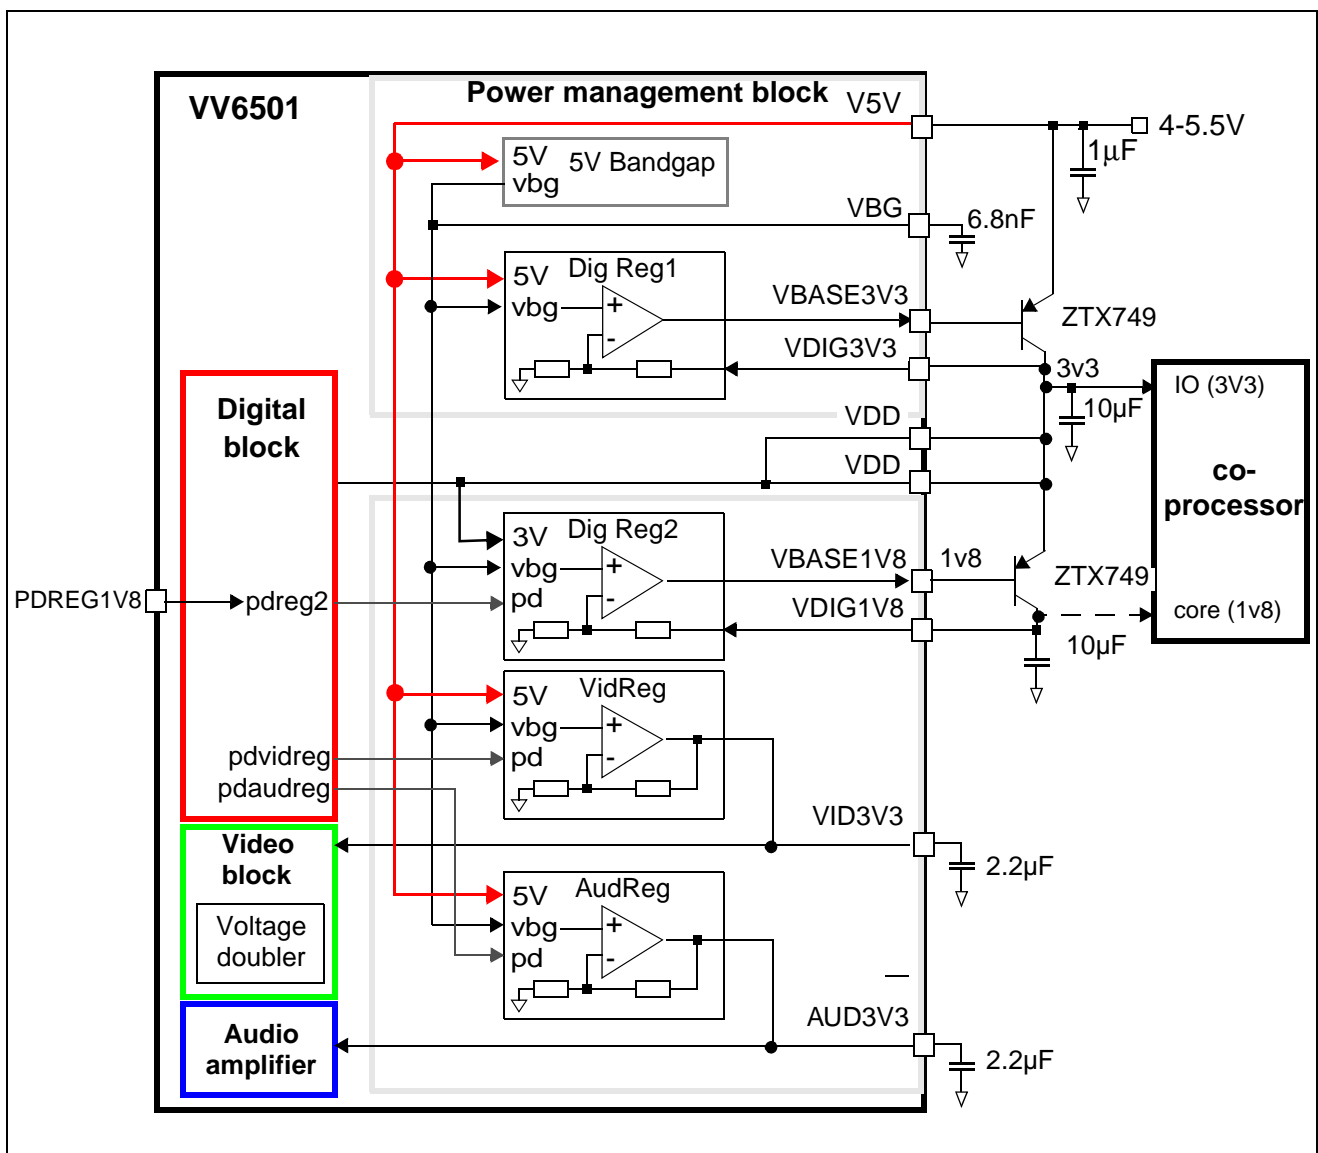 VV6501
Power management block
V5V
4-5.5V
1µF
5V
vbg
5V Bandgap
VBG
6.8nF
Dig Reg1
5V
vbg
+
-
VBASE3V3
ZTX749
VDIG3V3
3v3
IO (3V3)
10µF
VDD
VDD
Digital
block
co-
processor
Dig Reg2
3V
vbg
pd
+
-
VBASE1V8
1v8
ZTX749
PDREG1V8
pdreg2
VDIG1V8
core (1v8)
10µF
VidReg
5V
vbg
pd
+
-
pdvidreg
pdaudreg
VID3V3
2.2µF
Video
block
Voltage
doubler
AudReg
5V
vbg
pd
+
-
AUD3V3
2.2µF
Audio
amplifier